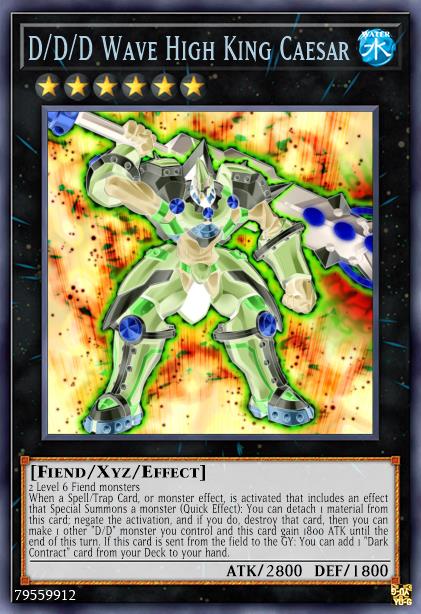 D/D/D Wave High King Caesar
WATER
水
[Fiend/Xyz/Effect]
2 Level 6 Fiend monsters
When a Spell/Trap Card, or monster effect, is activated that includes an effect
that Special Summons a monster (Quick Effect): You can detach 1 material from
this card; negate the activation, and if you do, destroy that card, then you can
make 1 other "D/D" monster you control and this card gain 1800 ATK until the
end of this turn. If this card is sent from the field to the GY: You can add 1 "Dark
Contract" card from your Deck to your hand.
ATK/2800 DEF/1800
79559912